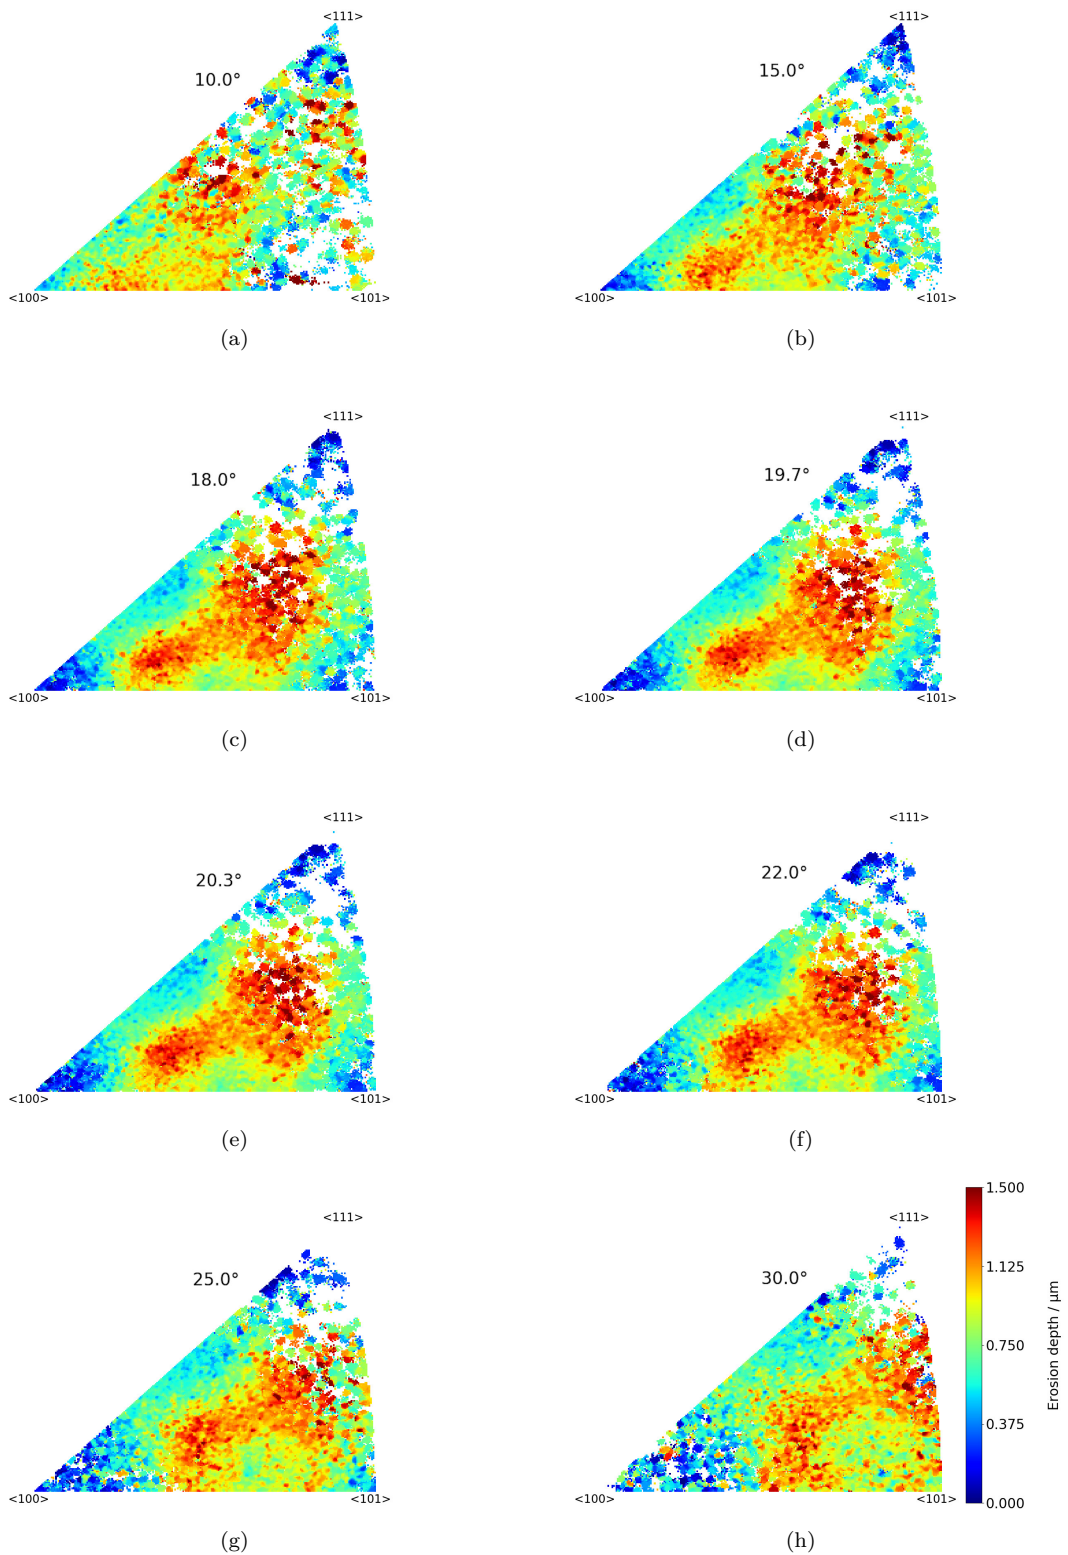 <111> <111>
10.0° 15.0°
<100> <101> <100> <101>
(a) (b)
<111> <111>
18.0° 19.7°
<100> <101> <100> <101>
(c) (d)
<111> <111>
20.3° 22.0°
<100> <101> <100> <101>
(e) (f)
<111> <111>
25.0° 30.0°
<100> <101> <100> <101>
1.500
1.125
0.750
0.375
0.000
Erosion depth / μm
(g) (h)